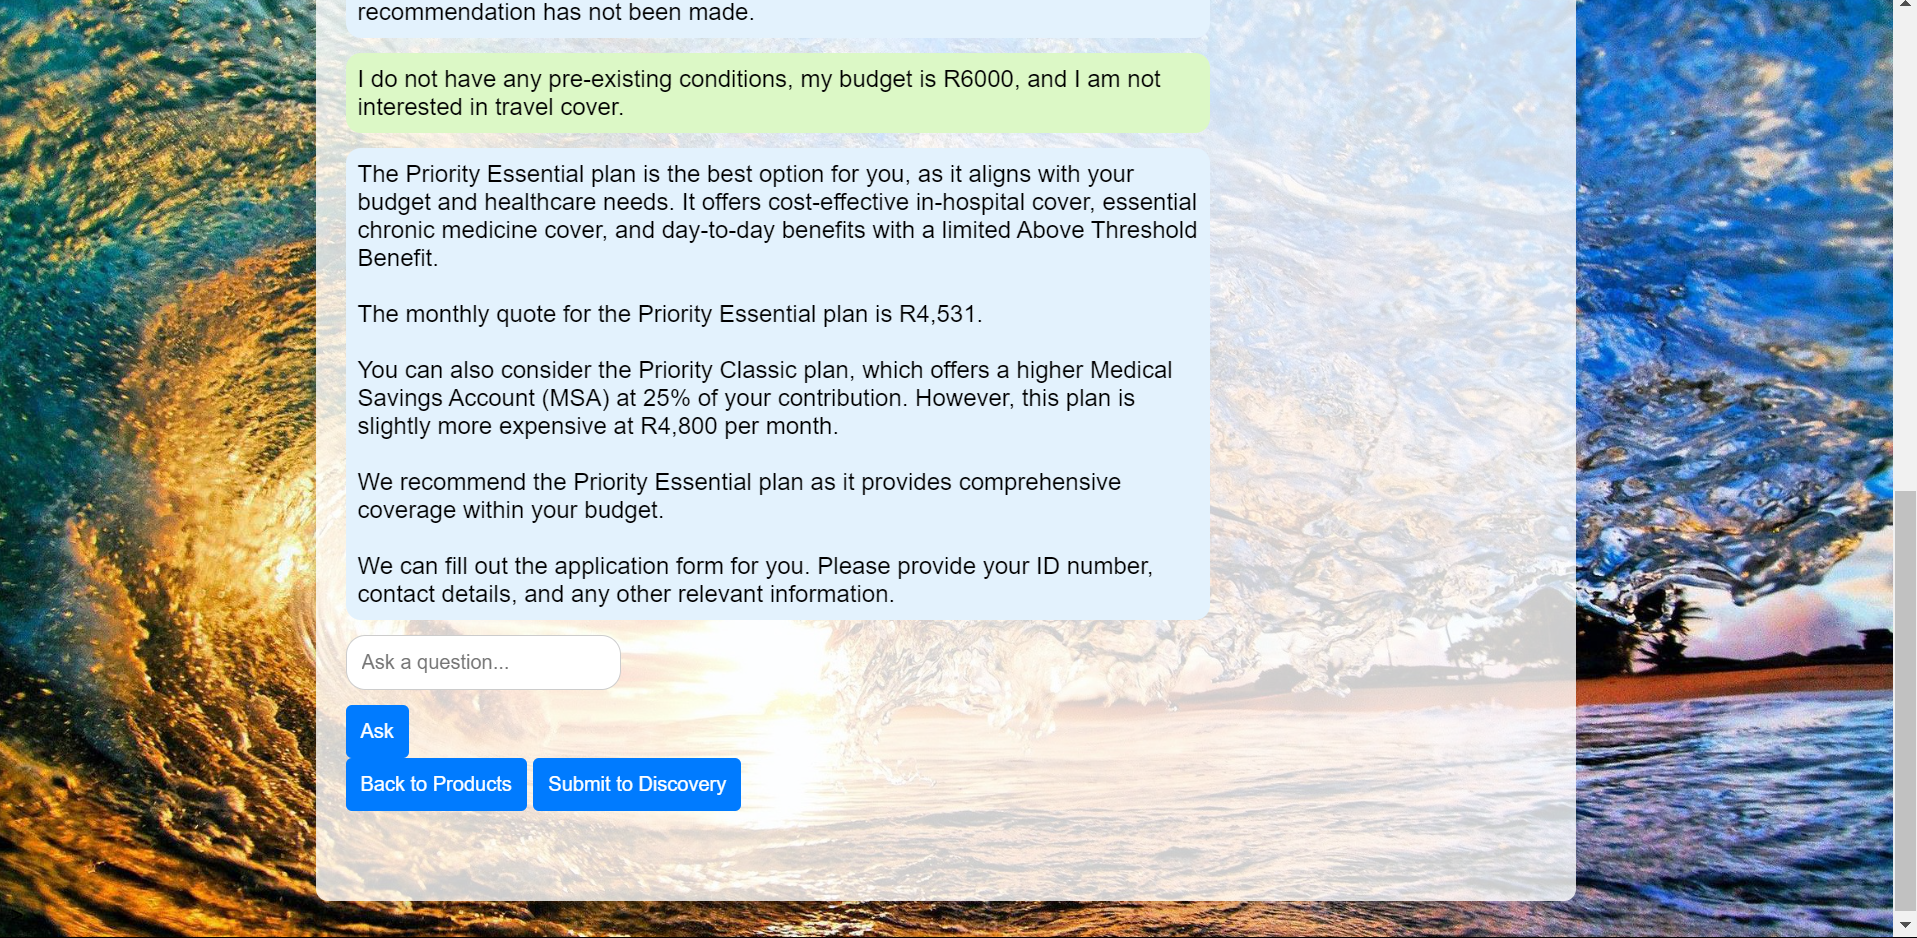 recommendation has not been made.
I do not have any pre-existing conditions, my budget is R6000, and I am not
interested in travel cover.
The Priority Essential plan is the best option for you, as it aligns with your
budget and healthcare needs. It offers cost-effective in-hospital cover, essential
chronic medicine cover, and day-to-day benefits with a limited Above Threshold
Benefit.
The monthly quote for the Priority Essential plan is R4,531.
You can also consider the Priority Classic plan, which offers a higher Medical
Savings Account (MSA) at 25% of your contribution. However, this plan is
slightly more expensive at R4,800 per month.
We recommend the Priority Essential plan as it provides comprehensive
coverage within your budget.
We can fill out the application form for you. Please provide your ID number,
contact details, and any other relevant information.
Ask a question...
Ask
Back to Products Submit to Discovery